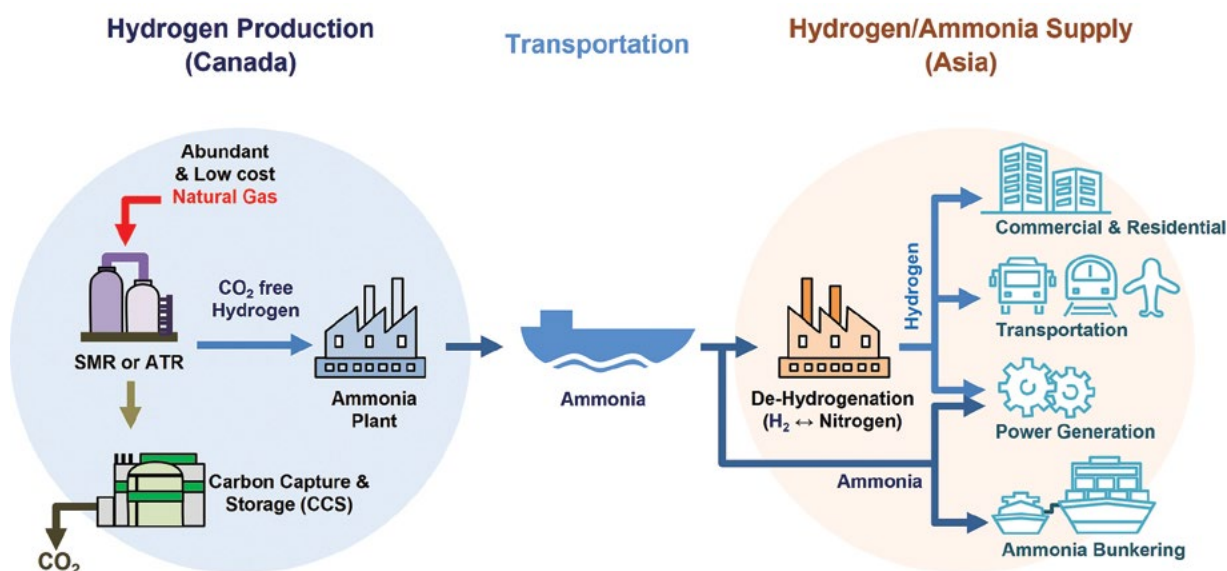 Hydrogen Production
(Canada)
Transportation
Hydrogen/Ammonia Supply
(Asia)
Abundant
& Low cost
Natural Gas
SMR or ATR
CO₂ free
Hydrogen
Ammonia
Plant
Carbon Capture &
Storage (CCS)
CO₂
Ammonia
De-Hydrogenation
(H₂ ↔ Nitrogen)
Hydrogen
Ammonia
Commercial & Residential
Transportation
Power Generation
Ammonia Bunkering